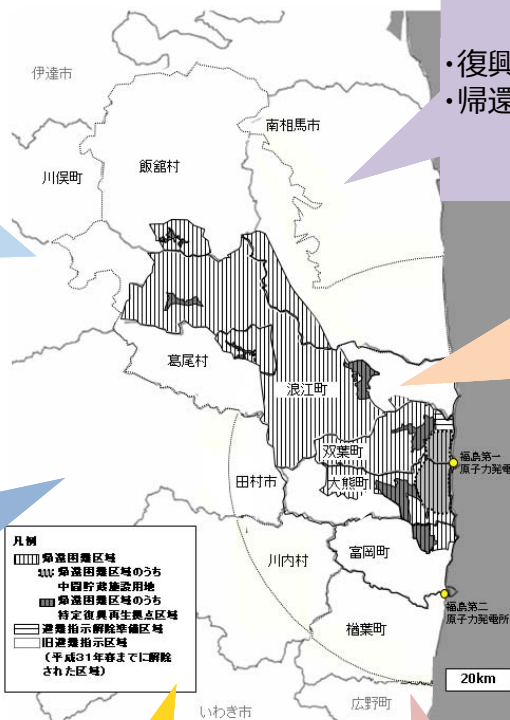 ・復興
・帰還
伊達市
南相馬市
飯舘村
川俣町
葛尾村
浪江町
双葉町
大熊町
福島第一
原子力発電
田村市
富岡町
川内村
福島第二
原子力発電所
楢葉町
広野町
いわき市
20km
凡例
帰還困難区域
帰還困難区域のうち
中間貯蔵施設用地
帰還困難区域のうち
特定復興再生拠点区域
避難指示解除準備区域
旧避難指示区域
(平成31年春までに解除
された区域)